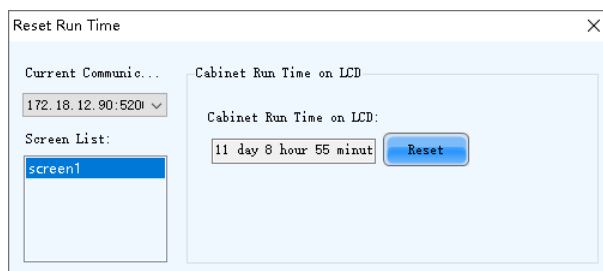 Reset Run Time
Current Communic...
172.18.12.90:520
Screen List:
screen1
Cabinet Run Time on LCD
Cabinet Run Time on LCD:
11 day 8 hour 55 minut
Reset